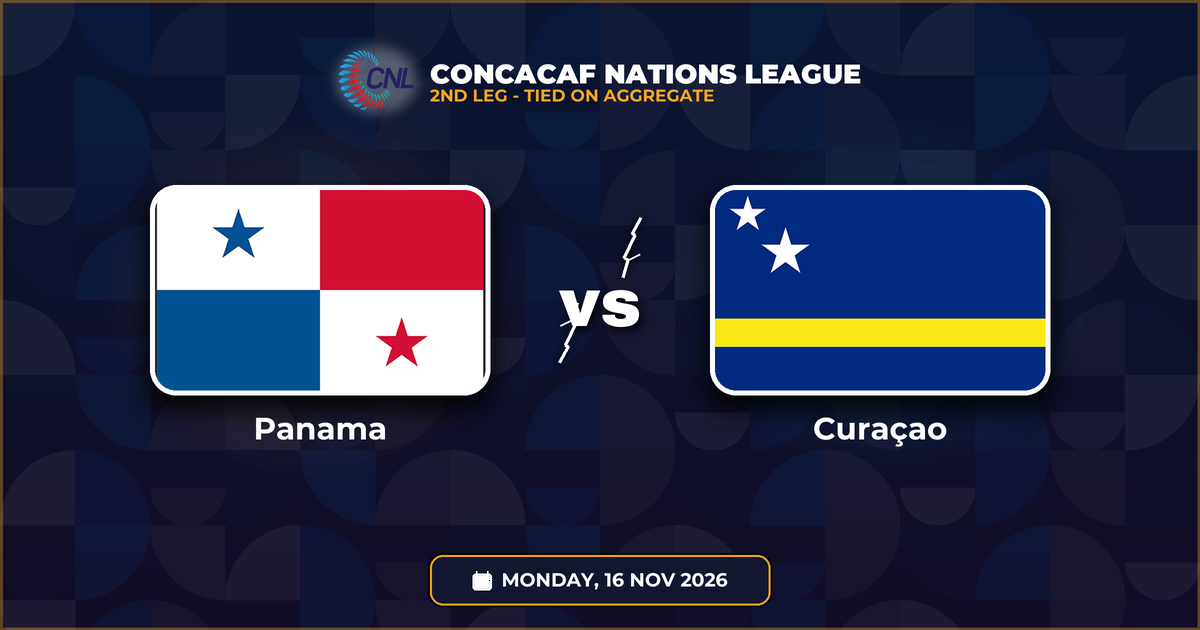 CNL
CONCACAF NATIONS LEAGUE
2ND LEG - TIED ON AGGREGATE
VS
Panama
Curaçao
MONDAY, 16 NOV 2026